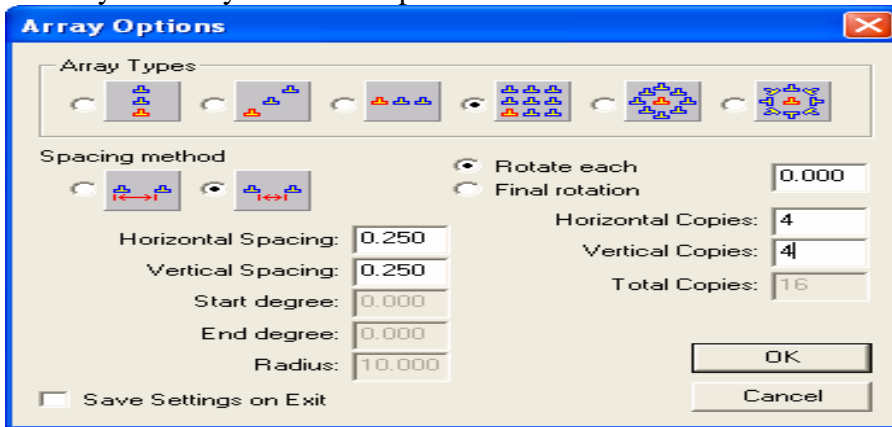 Array Options
Array Types
Spacing method
Rotate each
0.000
Final rotation
Horizontal Spacing: 0.250
Horizontal Copies: 4
Vertical Spacing: 0.250
Vertical Copies: 4
Start degree: 0.000
Total Copies: 16
End degree: 0.000
Radius: 10.000
OK
Save Settings on Exit
Cancel